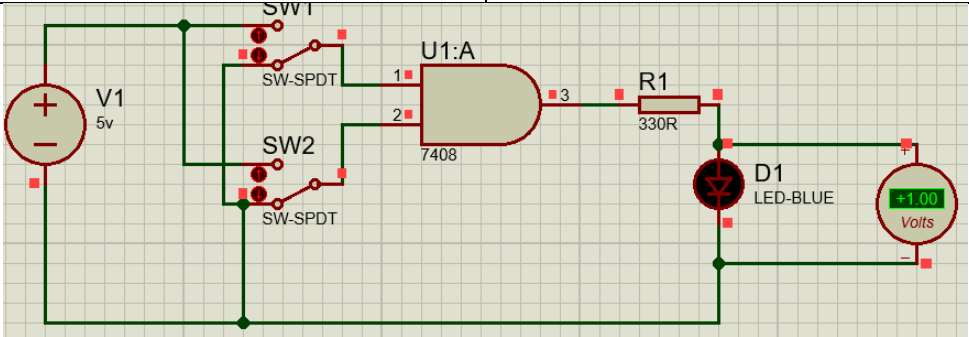 SW1
SW-SPDT
V1
5v
SW2
SW-SPDT
U1:A
1
2
3
7408
R1
330R
D1
LED-BLUE
+
+1.00
Volts
−